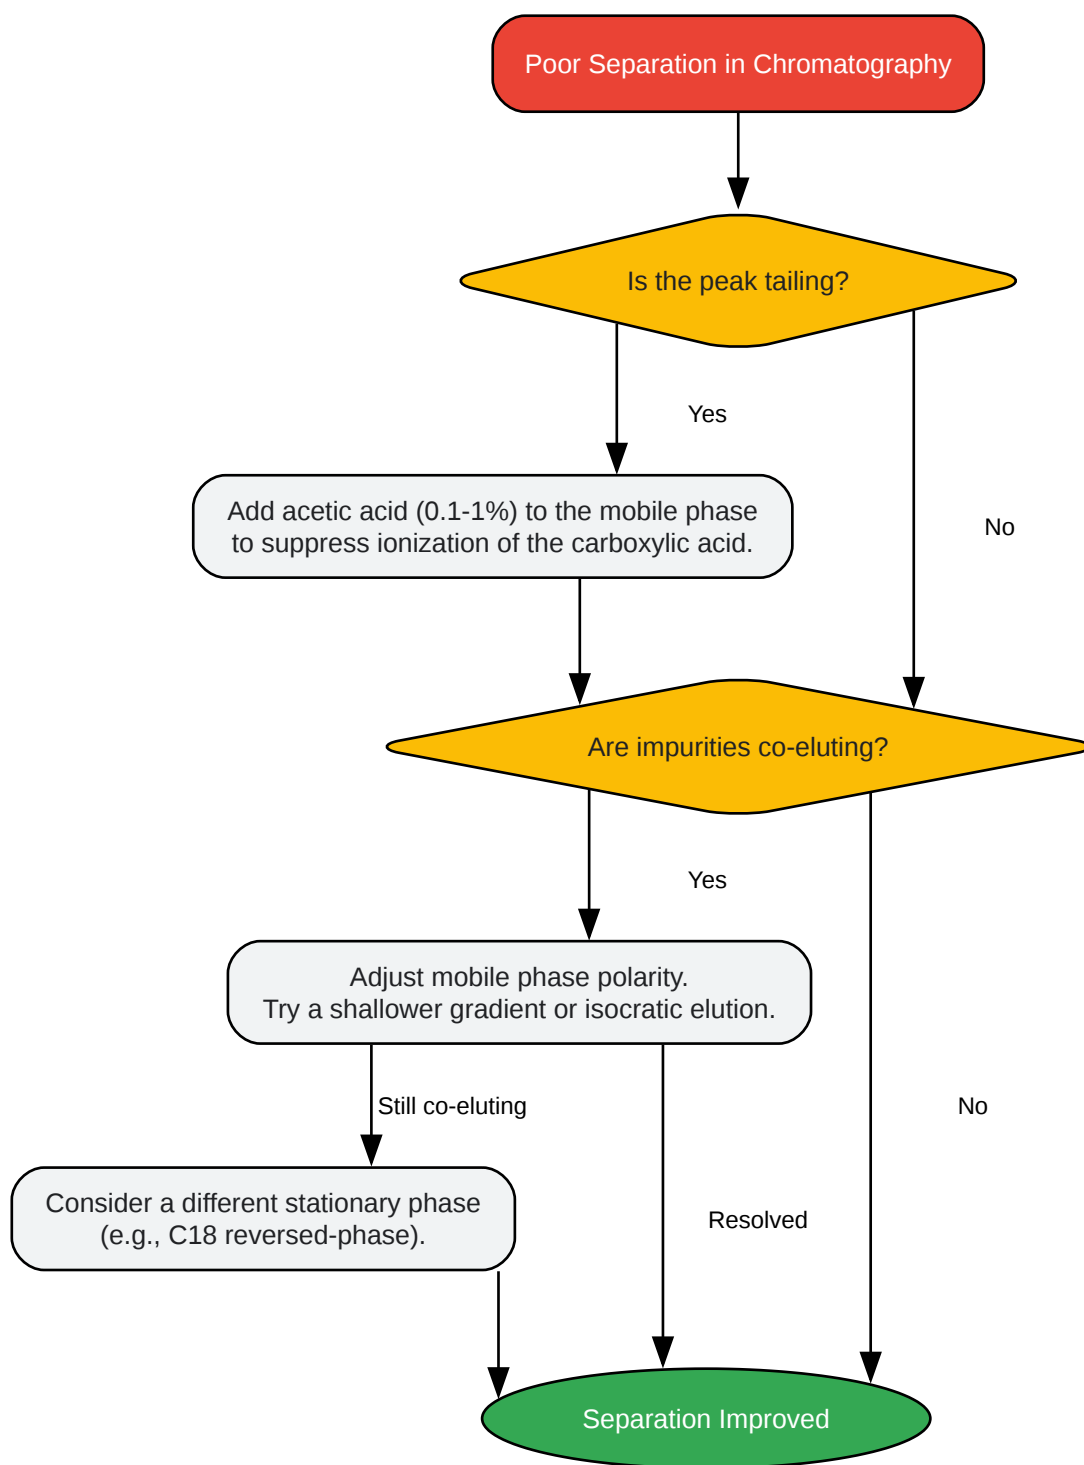 Poor Separation in Chromatography
Is the peak tailing?
Yes
Add acetic acid (0.1-1%) to the mobile phase
to suppress ionization of the carboxylic acid.
No
Are impurities co-eluting?
Yes
Adjust mobile phase polarity.
Try a shallower gradient or isocratic elution.
Still co-eluting
No
Consider a different stationary phase
(e.g., C18 reversed-phase).
Resolved
Separation Improved